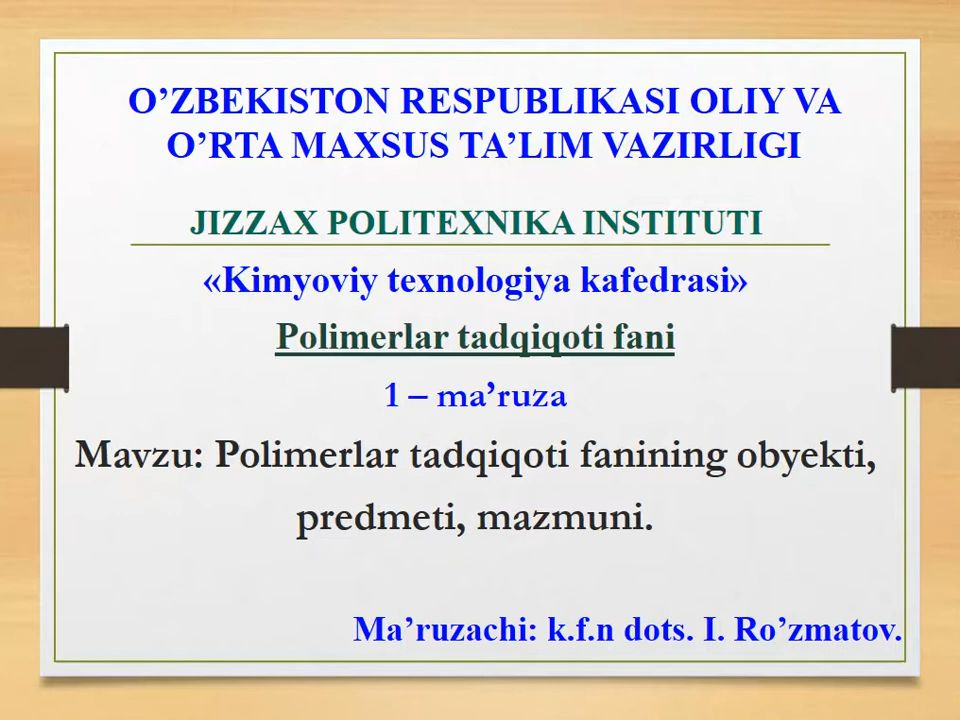 O’ZBEKISTON RESPUBLIKASI OLIY VA
O’RTA MAXSUS TA’LIM VAZIRLIGI
JIZZAX POLITEXNIKA INSTITUTI
«Kimyoviy texnologiya kafedrasi»
Polimerlar tadqiqoti fani
1 – ma’ruza
Mavzu: Polimerlar tadqiqoti fanining obyekti,
predmeti, mazmuni.
Ma’ruzachi: k.f.n dots. I. Ro’zmatov.